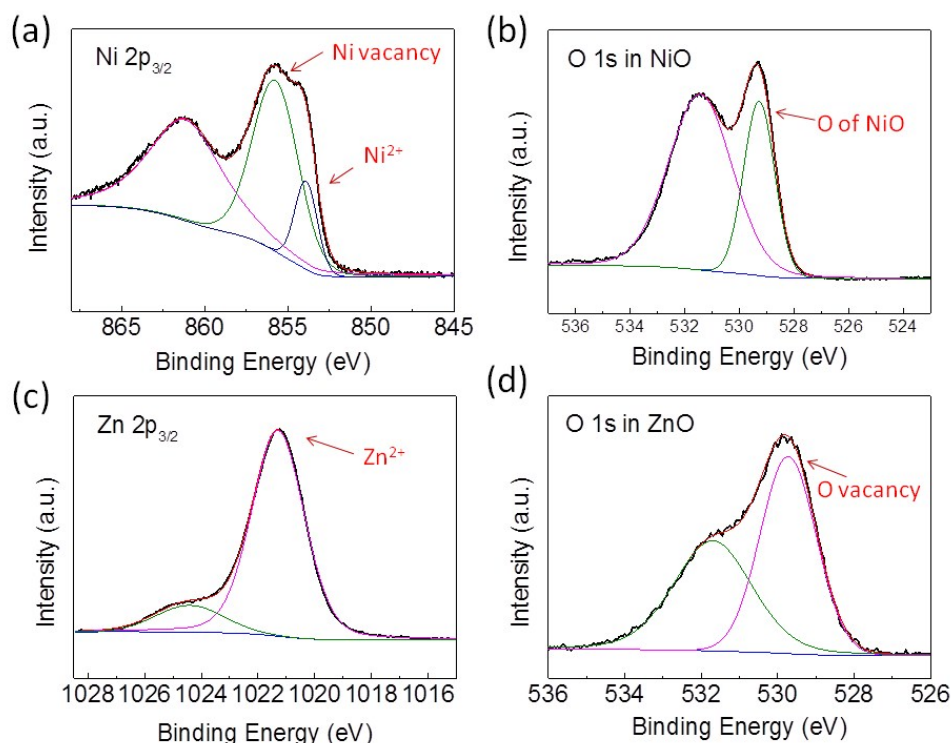 (a)
Ni 2p3/2
Ni vacancy
Ni2+
Intensity (a.u.)
865 860 855 850 845
Binding Energy (eV)
(b)
O 1s in NiO
O of NiO
Intensity (a.u.)
536 534 532 530 528 526 524
Binding Energy (eV)
(c)
Zn 2p3/2
Zn2+
Intensity (a.u.)
1028 1026 1024 1022 1020 1018 1016
Binding Energy (eV)
(d)
O 1s in ZnO
O vacancy
Intensity (a.u.)
536 534 532 530 528 526
Binding Energy (eV)